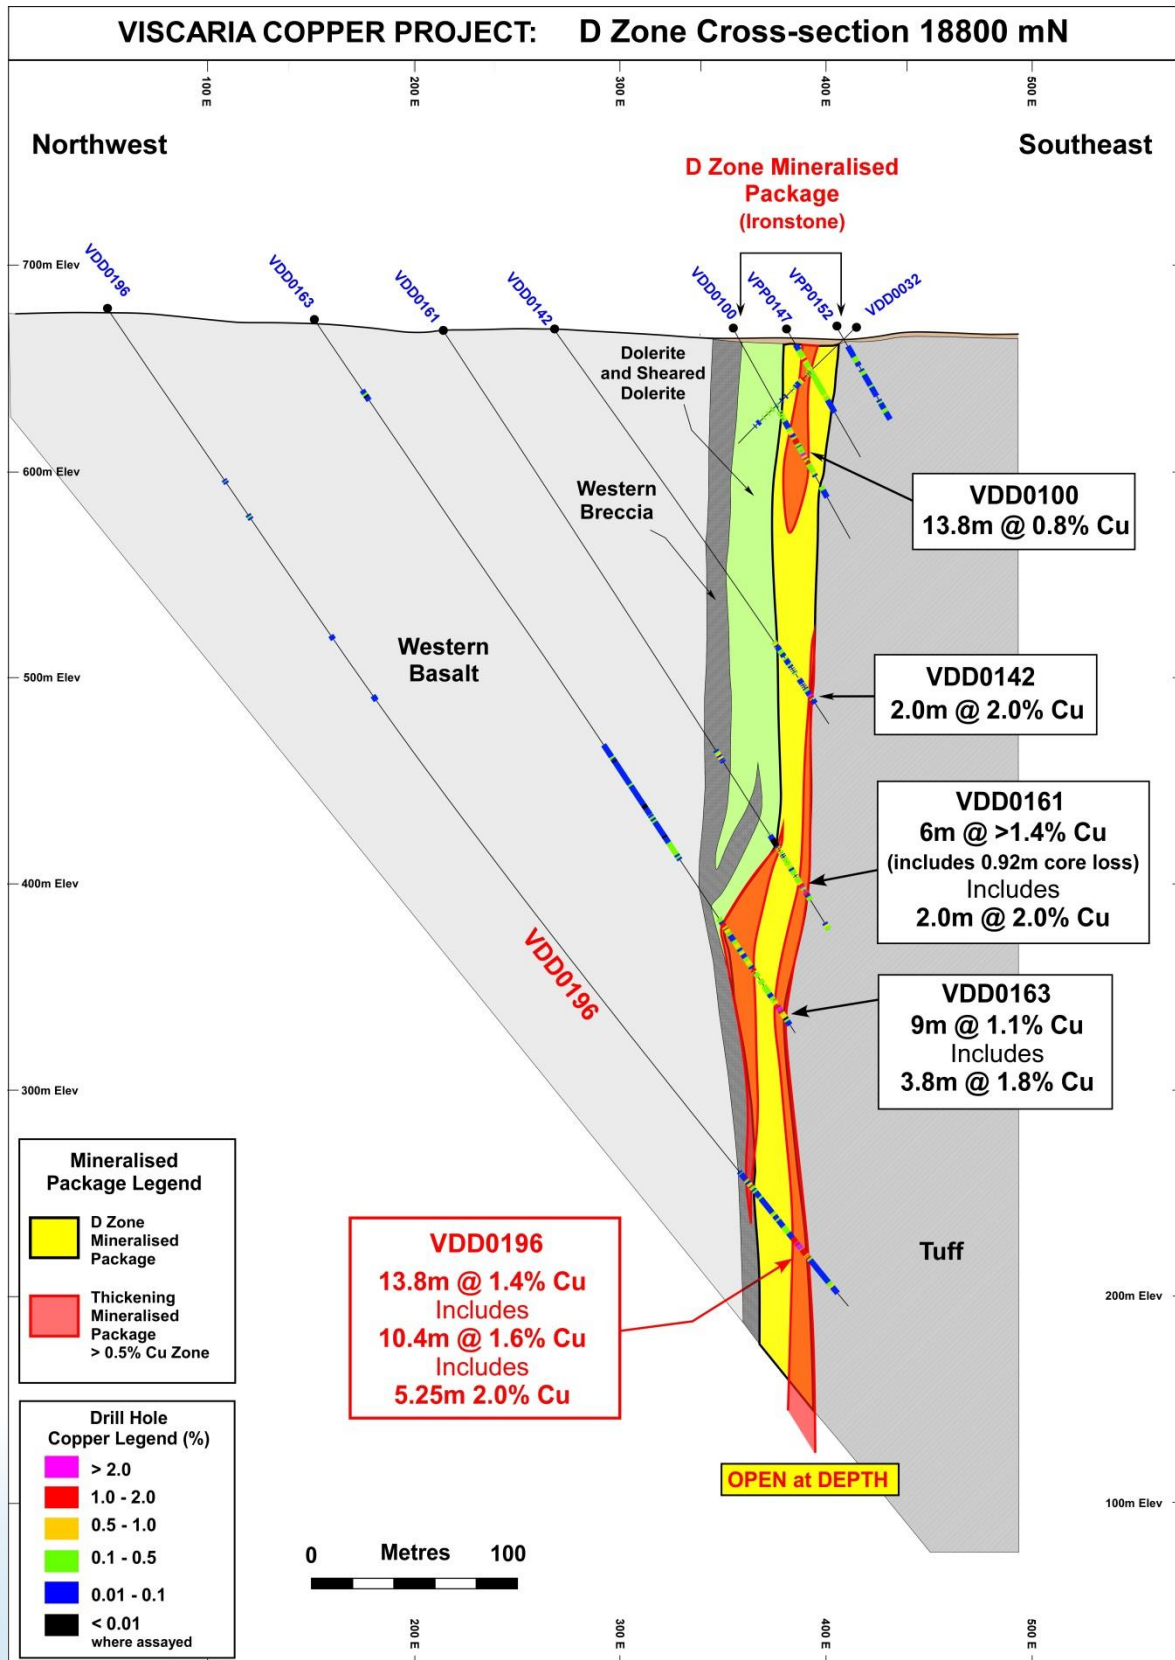 VISCARIA COPPER PROJECT: D Zone Cross-section 18800 mN
100 E
200 E
300 E
400 E
500 E
Northwest
Southeast
D Zone Mineralised
Package
(Ironstone)
700m Elev
VDD0196
VDD0163
VDD0161
VDD0142
VDD0100
VPP0147
VPP0152
VDD0032
Dolerite
and Sheared
Dolerite
600m Elev
Western
Breccia
VDD0100
13.8m @ 0.8% Cu
Western
Basalt
500m Elev
VDD0142
2.0m @ 2.0% Cu
VDD0161
6m @ >1.4% Cu
(includes 0.92m core loss)
Includes
2.0m @ 2.0% Cu
400m Elev
VDD0196
VDD0163
9m @ 1.1% Cu
Includes
3.8m @ 1.8% Cu
300m Elev
Mineralised
Package Legend
D Zone
Mineralised
Package
Thickening
Mineralised
Package
> 0.5% Cu Zone
VDD0196
13.8m @ 1.4% Cu
Includes
10.4m @ 1.6% Cu
Includes
5.25m 2.0% Cu
Tuff
200m Elev
Drill Hole
Copper Legend (%)
> 2.0
1.0 - 2.0
0.5 - 1.0
0.1 - 0.5
0.01 - 0.1
< 0.01
where assayed
OPEN at DEPTH
100m Elev
0 Metres 100
200 E
300 E
400 E
500 E